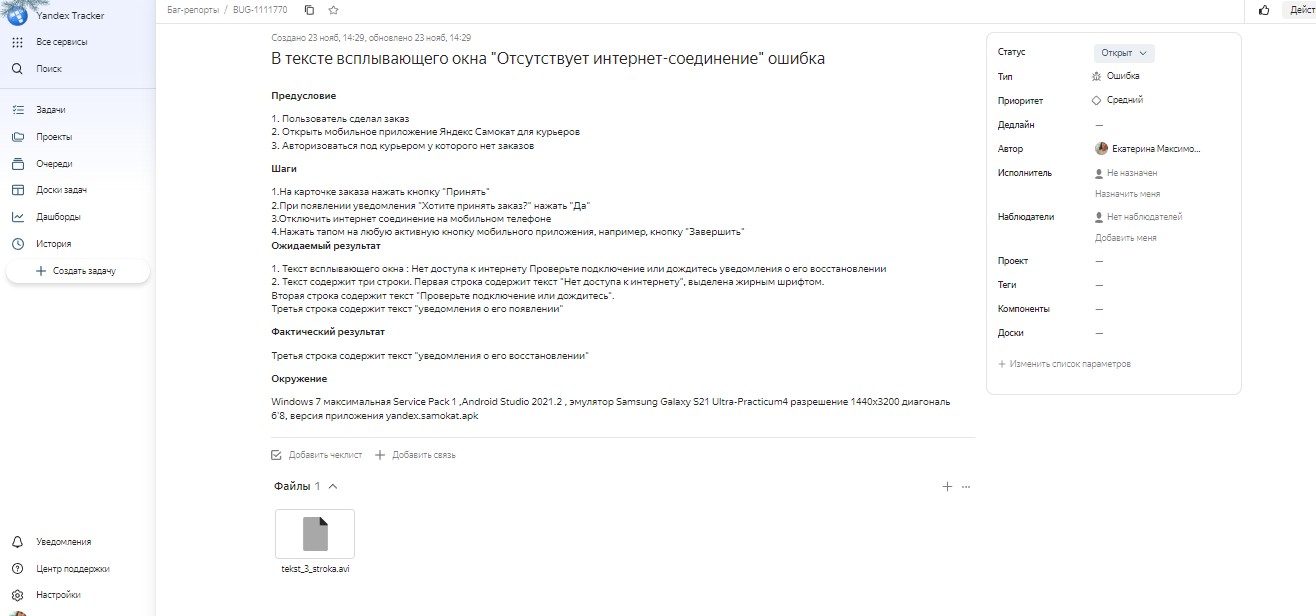 Yandex Tracker
Все сервисы
Поиск
Задачи
Проекты
Очереди
Доски задач
Дашборды
История
Создать задачу
Уведомления
Центр поддержки
Настройки
Баг-репорты / BUG-1111770
Дейст
Создано 23 нояб, 14:29, обновлено 23 нояб, 14:29
В тексте всплывающего окна "Отсутствует интернет-соединение" ошибка
Предусловие
1. Пользователь сделал заказ
2. Открыть мобильное приложение Яндекс Самокат для курьеров
3. Авторизоваться под курьером у которого нет заказов
Шаги
1.На карточке заказа нажать кнопку "Принять"
2.При появлении уведомления "Хотите принять заказ?" нажать "Да"
3.Отключить интернет соединение на мобильном телефоне
4.Нажать тапом на любую активную кнопку мобильного приложения, например, кнопку "Завершить"
Ожидаемый результат
1. Текст всплывающего окна : Нет доступа к интернету Проверьте подключение или дождитесь уведомления о его восстановлении
2. Текст содержит три строки. Первая строка содержит текст "Нет доступа к интернету", выделена жирным шрифтом.
Вторая строка содержит текст "Проверьте подключение или дождитесь".
Третья строка содержит текст "уведомления о его появлении"
Фактический результат
Третья строка содержит текст "уведомления о его восстановлении"
Окружение
Windows 7 максимальная Service Pack 1 ,Android Studio 2021.2 , эмулятор Samsung Galaxy S21 Ultra-Practicum4 разрешение 1440x3200 диагональ
6'8, версия приложения yandex.samokat.apk
Добавить чеклист
Добавить связь
Файлы 1
tekst_3_stroka.avi
Статус Открыт
Тип Ошибка
Приоритет Средний
Дедлайн —
Автор Екатерина Максимо...
Исполнитель Не назначен
Назначить меня
Наблюдатели Нет наблюдателей
Добавить меня
Проект —
Теги —
Компоненты —
Доски —
Изменить список параметров